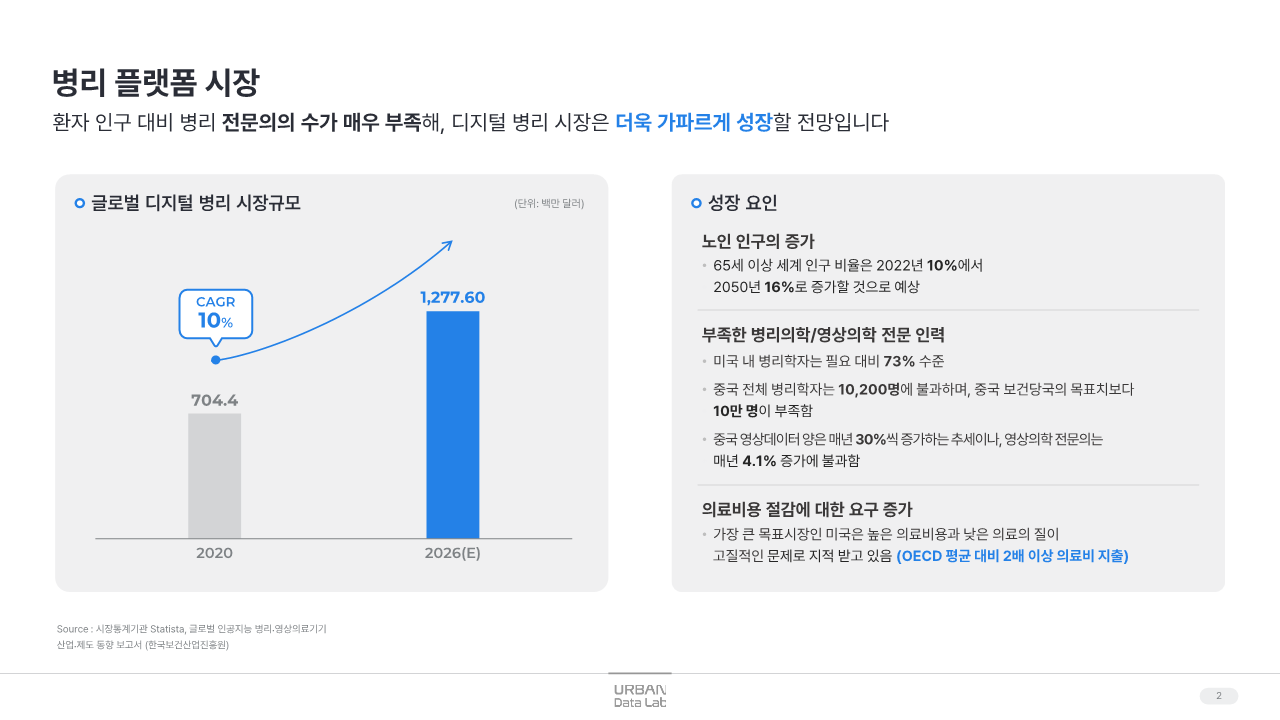 병리 플랫폼 시장
환자 인구 대비 병리 전문의의 수가 매우 부족해, 디지털 병리 시장은 더욱 가파르게 성장할 전망입니다
글로벌 디지털 병리 시장규모
(단위: 백만 달러)
CAGR
10%
704.4
1,277.60
2020
2026(E)
성장 요인
노인 인구의 증가
• 65세 이상 세계 인구 비율은 2022년 10%에서
2050년 16%로 증가할 것으로 예상
부족한 병리의학/영상의학 전문 인력
• 미국 내 병리학자는 필요 대비 73% 수준
• 중국 전체 병리학자는 10,200명에 불과하며, 중국 보건당국의 목표치보다
10만 명이 부족함
• 중국 영상데이터 양은 매년 30%씩 증가하는 추세이나, 영상의학 전문의는
매년 4.1% 증가에 불과함
의료비용 절감에 대한 요구 증가
• 가장 큰 목표시장인 미국은 높은 의료비용과 낮은 의료의 질이
고질적인 문제로 지적 받고 있음 (OECD 평균 대비 2배 이상 의료비 지출)
Source : 시장통계기관 Statista, 글로벌 인공지능 병리·영상의료기기
산업·제도 동향 보고서 (한국보건산업진흥원)
URBAN
Data Lab
2